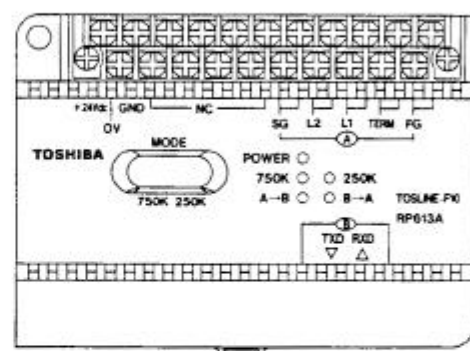 +24Vdc GND NC SG L2 L1 TERM FG
0V
A
MODE
TOSHIBA
750K 250K
POWER
750K 250K
A→B B→A
TOSLINE-F10
RP613A
B
TXD RXD